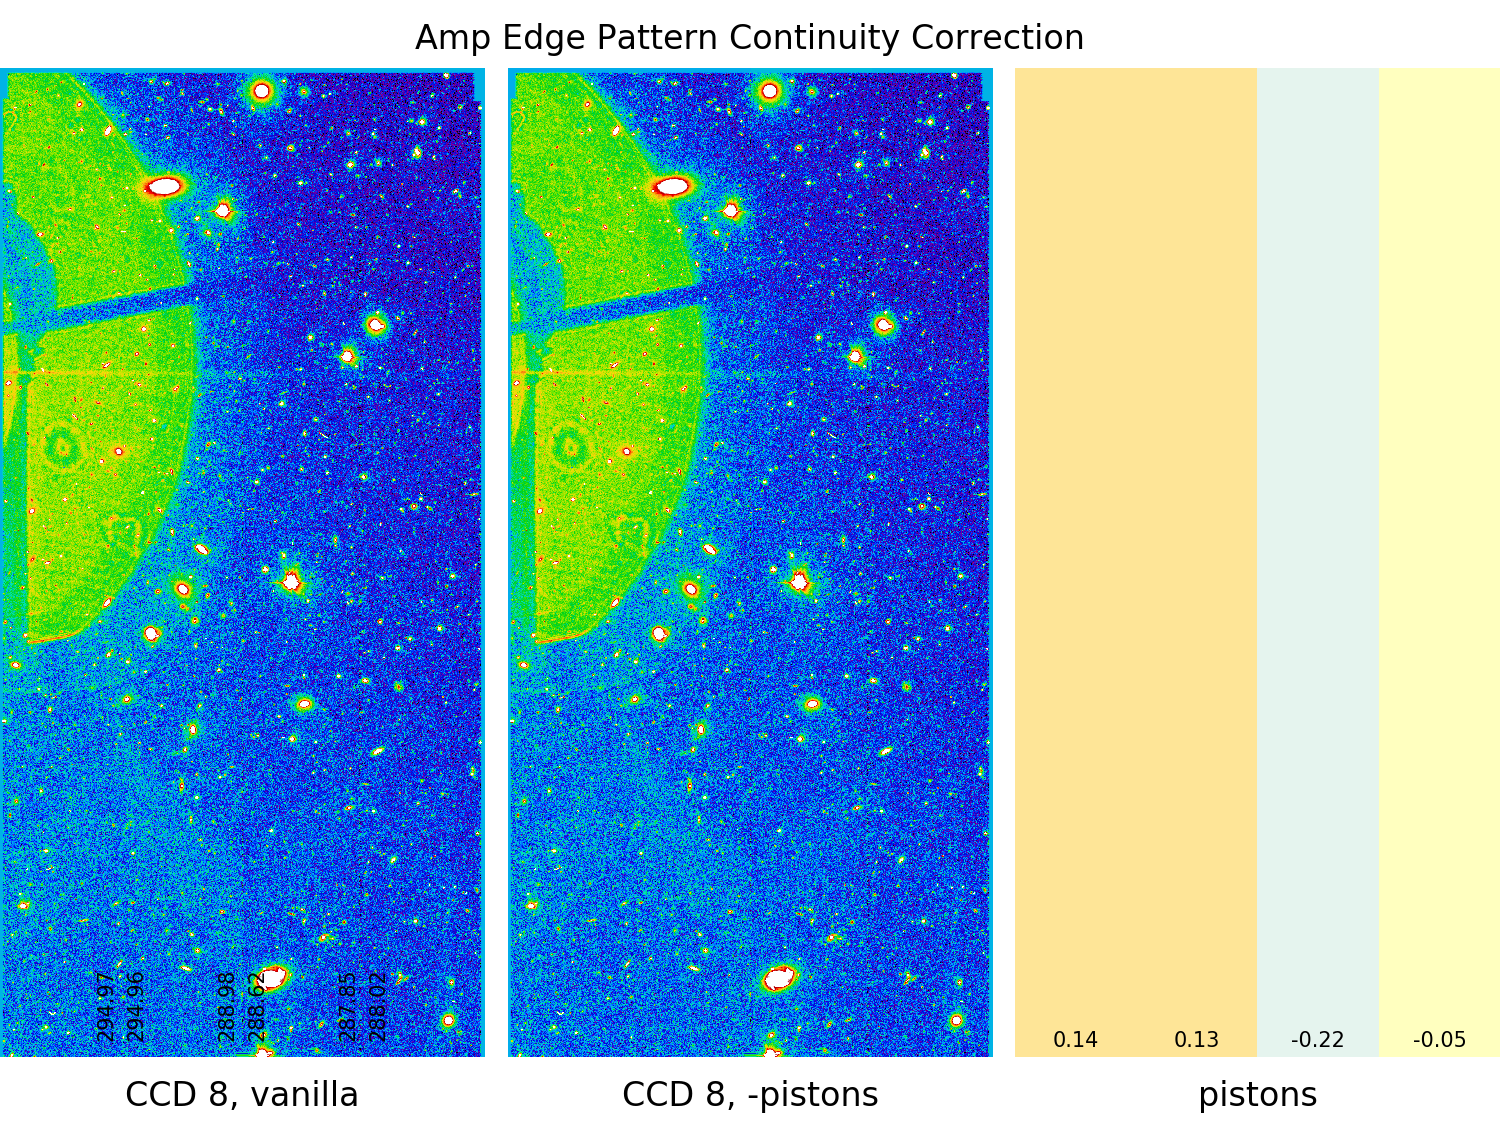 Amp Edge Pattern Continuity Correction
294.97
294.96
288.98
288.62
287.85
288.02
0.14 0.13 -0.22 -0.05
CCD 8, vanilla CCD 8, -pistons pistons